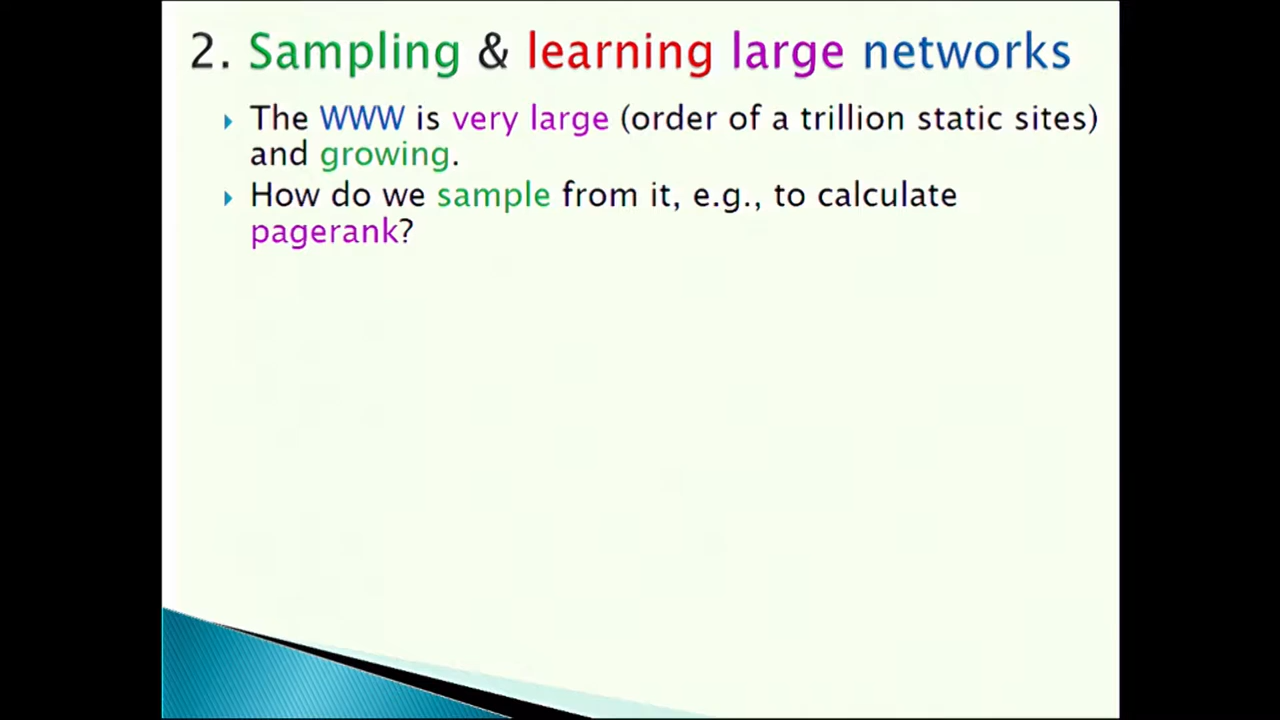 2. Sampling & learning large networks
The WWW is very large (order of a trillion static sites)
and growing.
How do we sample from it, e.g., to calculate
pagerank?